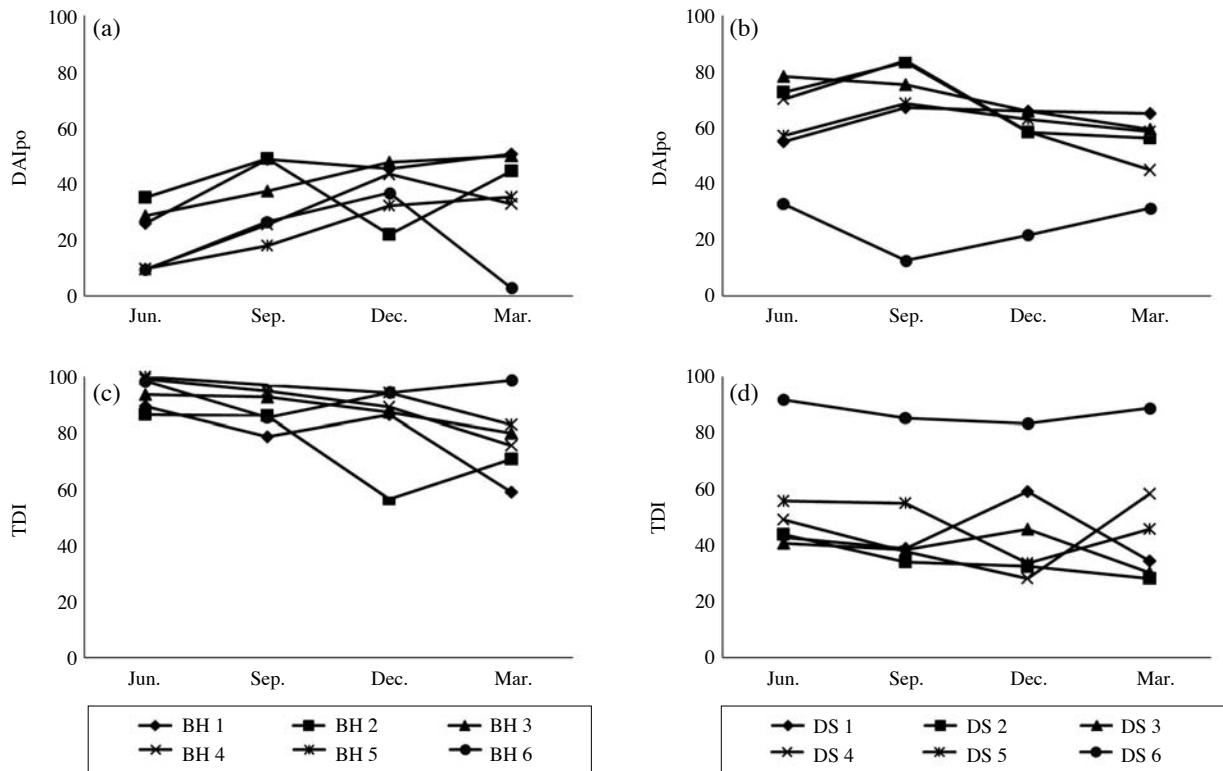 (a)
100
80
60
40
20
0
DAIpo
Jun. Sep. Dec. Mar.
(b)
100
80
60
40
20
0
DAIpo
Jun. Sep. Dec. Mar.
(c)
100
80
60
40
20
0
TDI
Jun. Sep. Dec. Mar.
(d)
100
80
60
40
20
0
TDI
Jun. Sep. Dec. Mar.
BH 1 BH 2 BH 3
BH 4 BH 5 BH 6
DS 1 DS 2 DS 3
DS 4 DS 5 DS 6